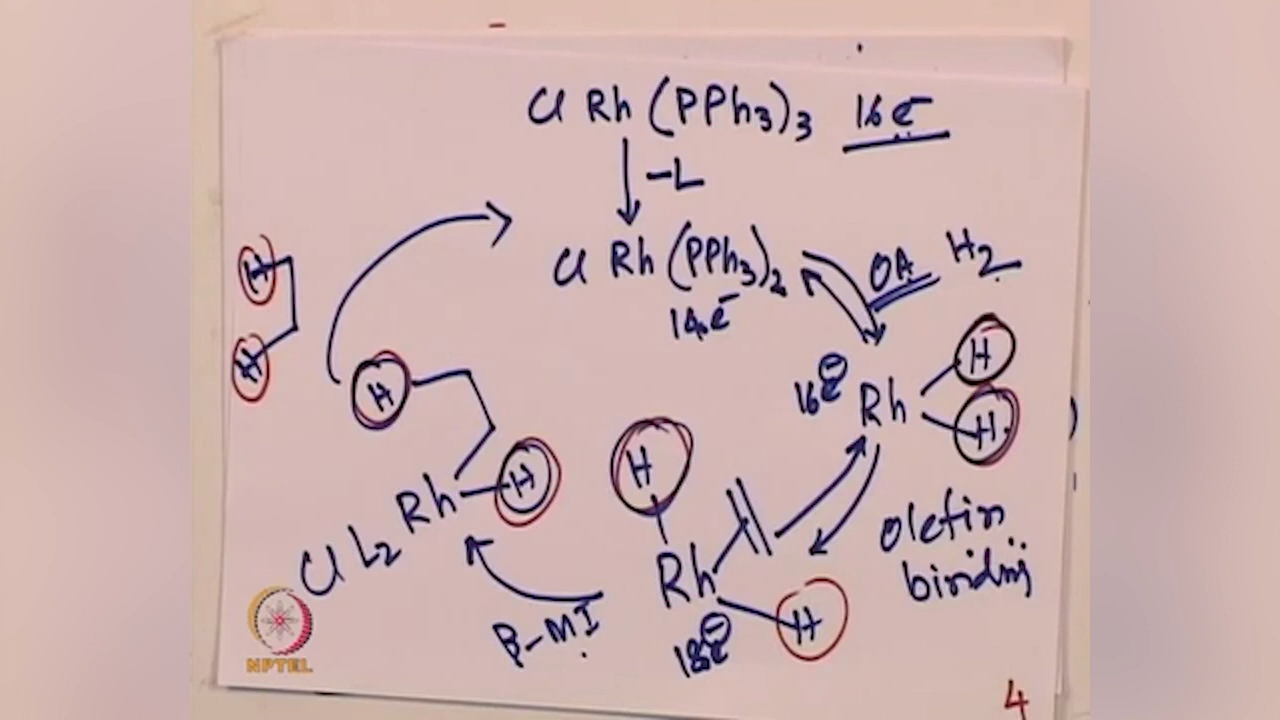 Cl Rh (PPh3)3 16e-
-L
Cl Rh (PPh3)2
14e-
OA H2
16e- Rh H
H
Olefin
binding
H
Rh H
18e-
β-MI
H
Cl L2 Rh H
H
H
NPTEL
4